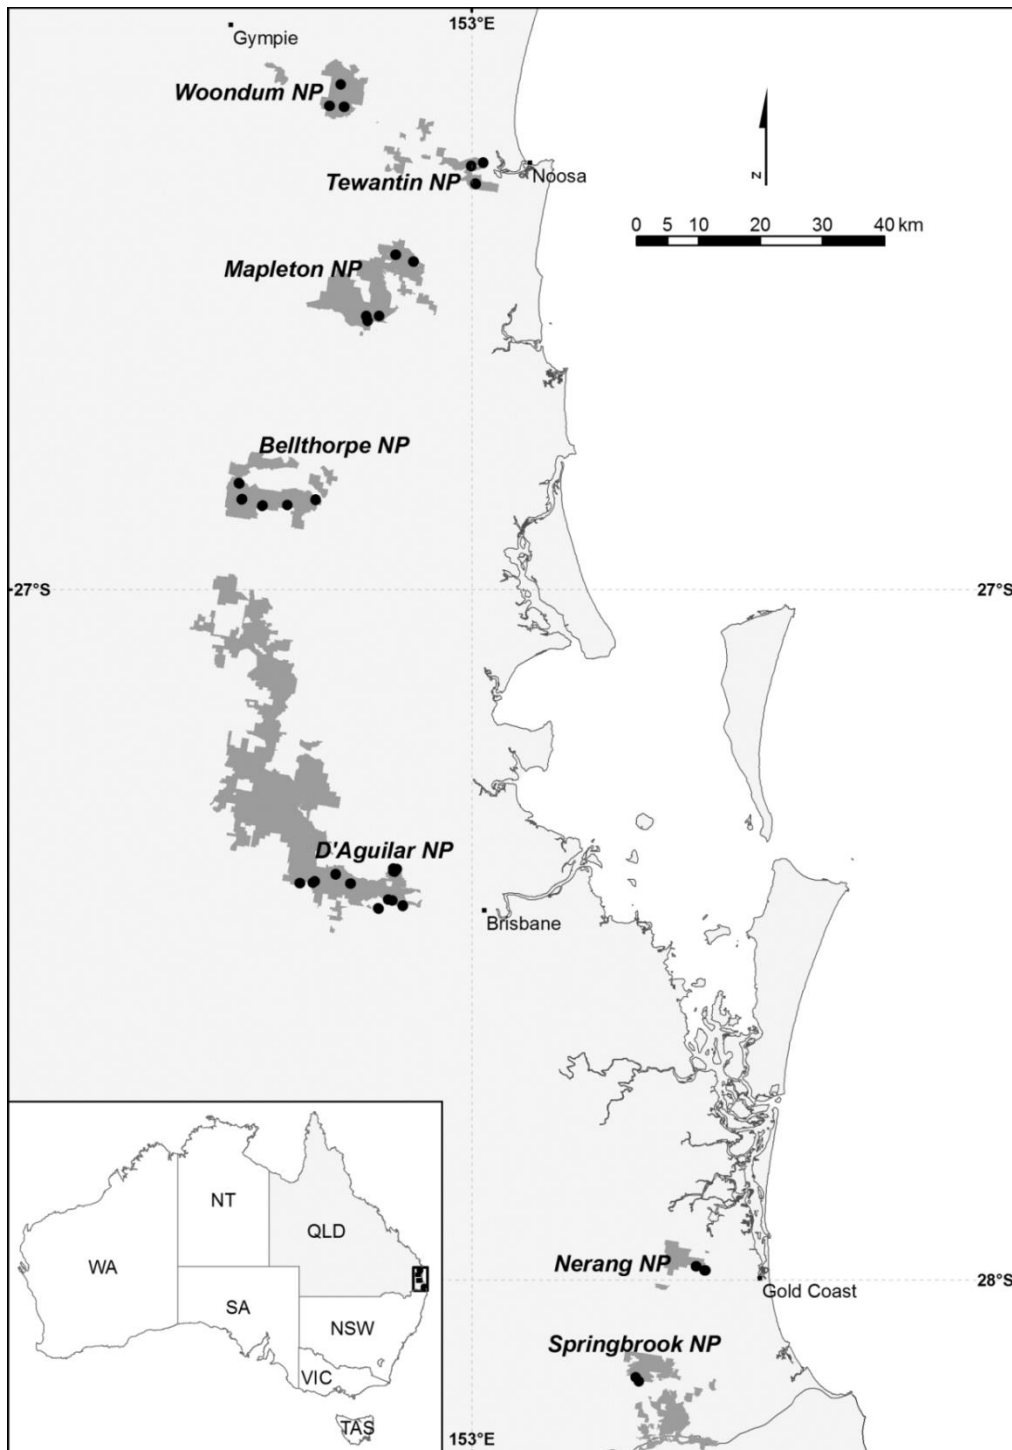 153°E
Gympie
Woondum NP
Tewantin NP
Noosa
N
0 5 10 20 30 40 km
Mapleton NP
Bellthorpe NP
27°S
27°S
D'Aguilar NP
Brisbane
NT
QLD
WA
SA
NSW
VIC
TAS
Nerang NP
28°S
Gold Coast
Springbrook NP
153°E